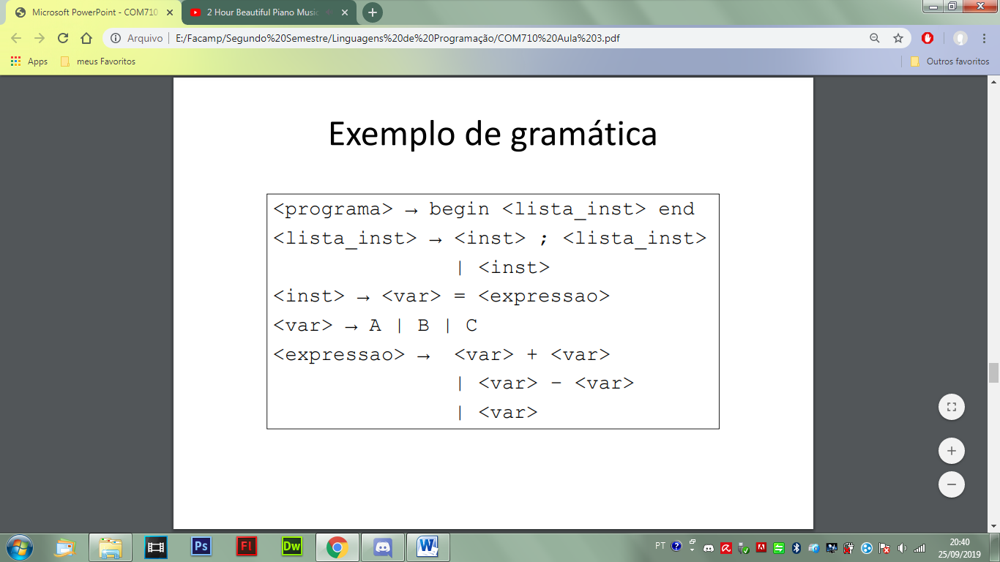 Microsoft PowerPoint - COM710
2 Hour Beautiful Piano Music
Arquivo
E:/Facamp/Segundo%20Semestre/Linguagens%20de%20Programação/COM710%20Aula%203.pdf
Apps
meus Favoritos
Outros favoritos
Exemplo de gramática
<programa> → begin <lista_inst> end
<lista_inst> → <inst> ; <lista_inst>
| <inst>
<inst> → <var> = <expressao>
<var> → A | B | C
<expressao> → <var> + <var>
| <var> - <var>
| <var>
Ps
Fl
Dw
W
PT
20:40
25/09/2019